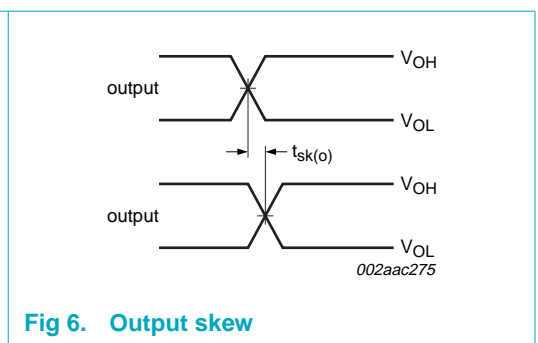 V_OH
output
V_OL
t_sk(o)
V_OH
output
V_OL
002aac275
Fig 6. Output skew